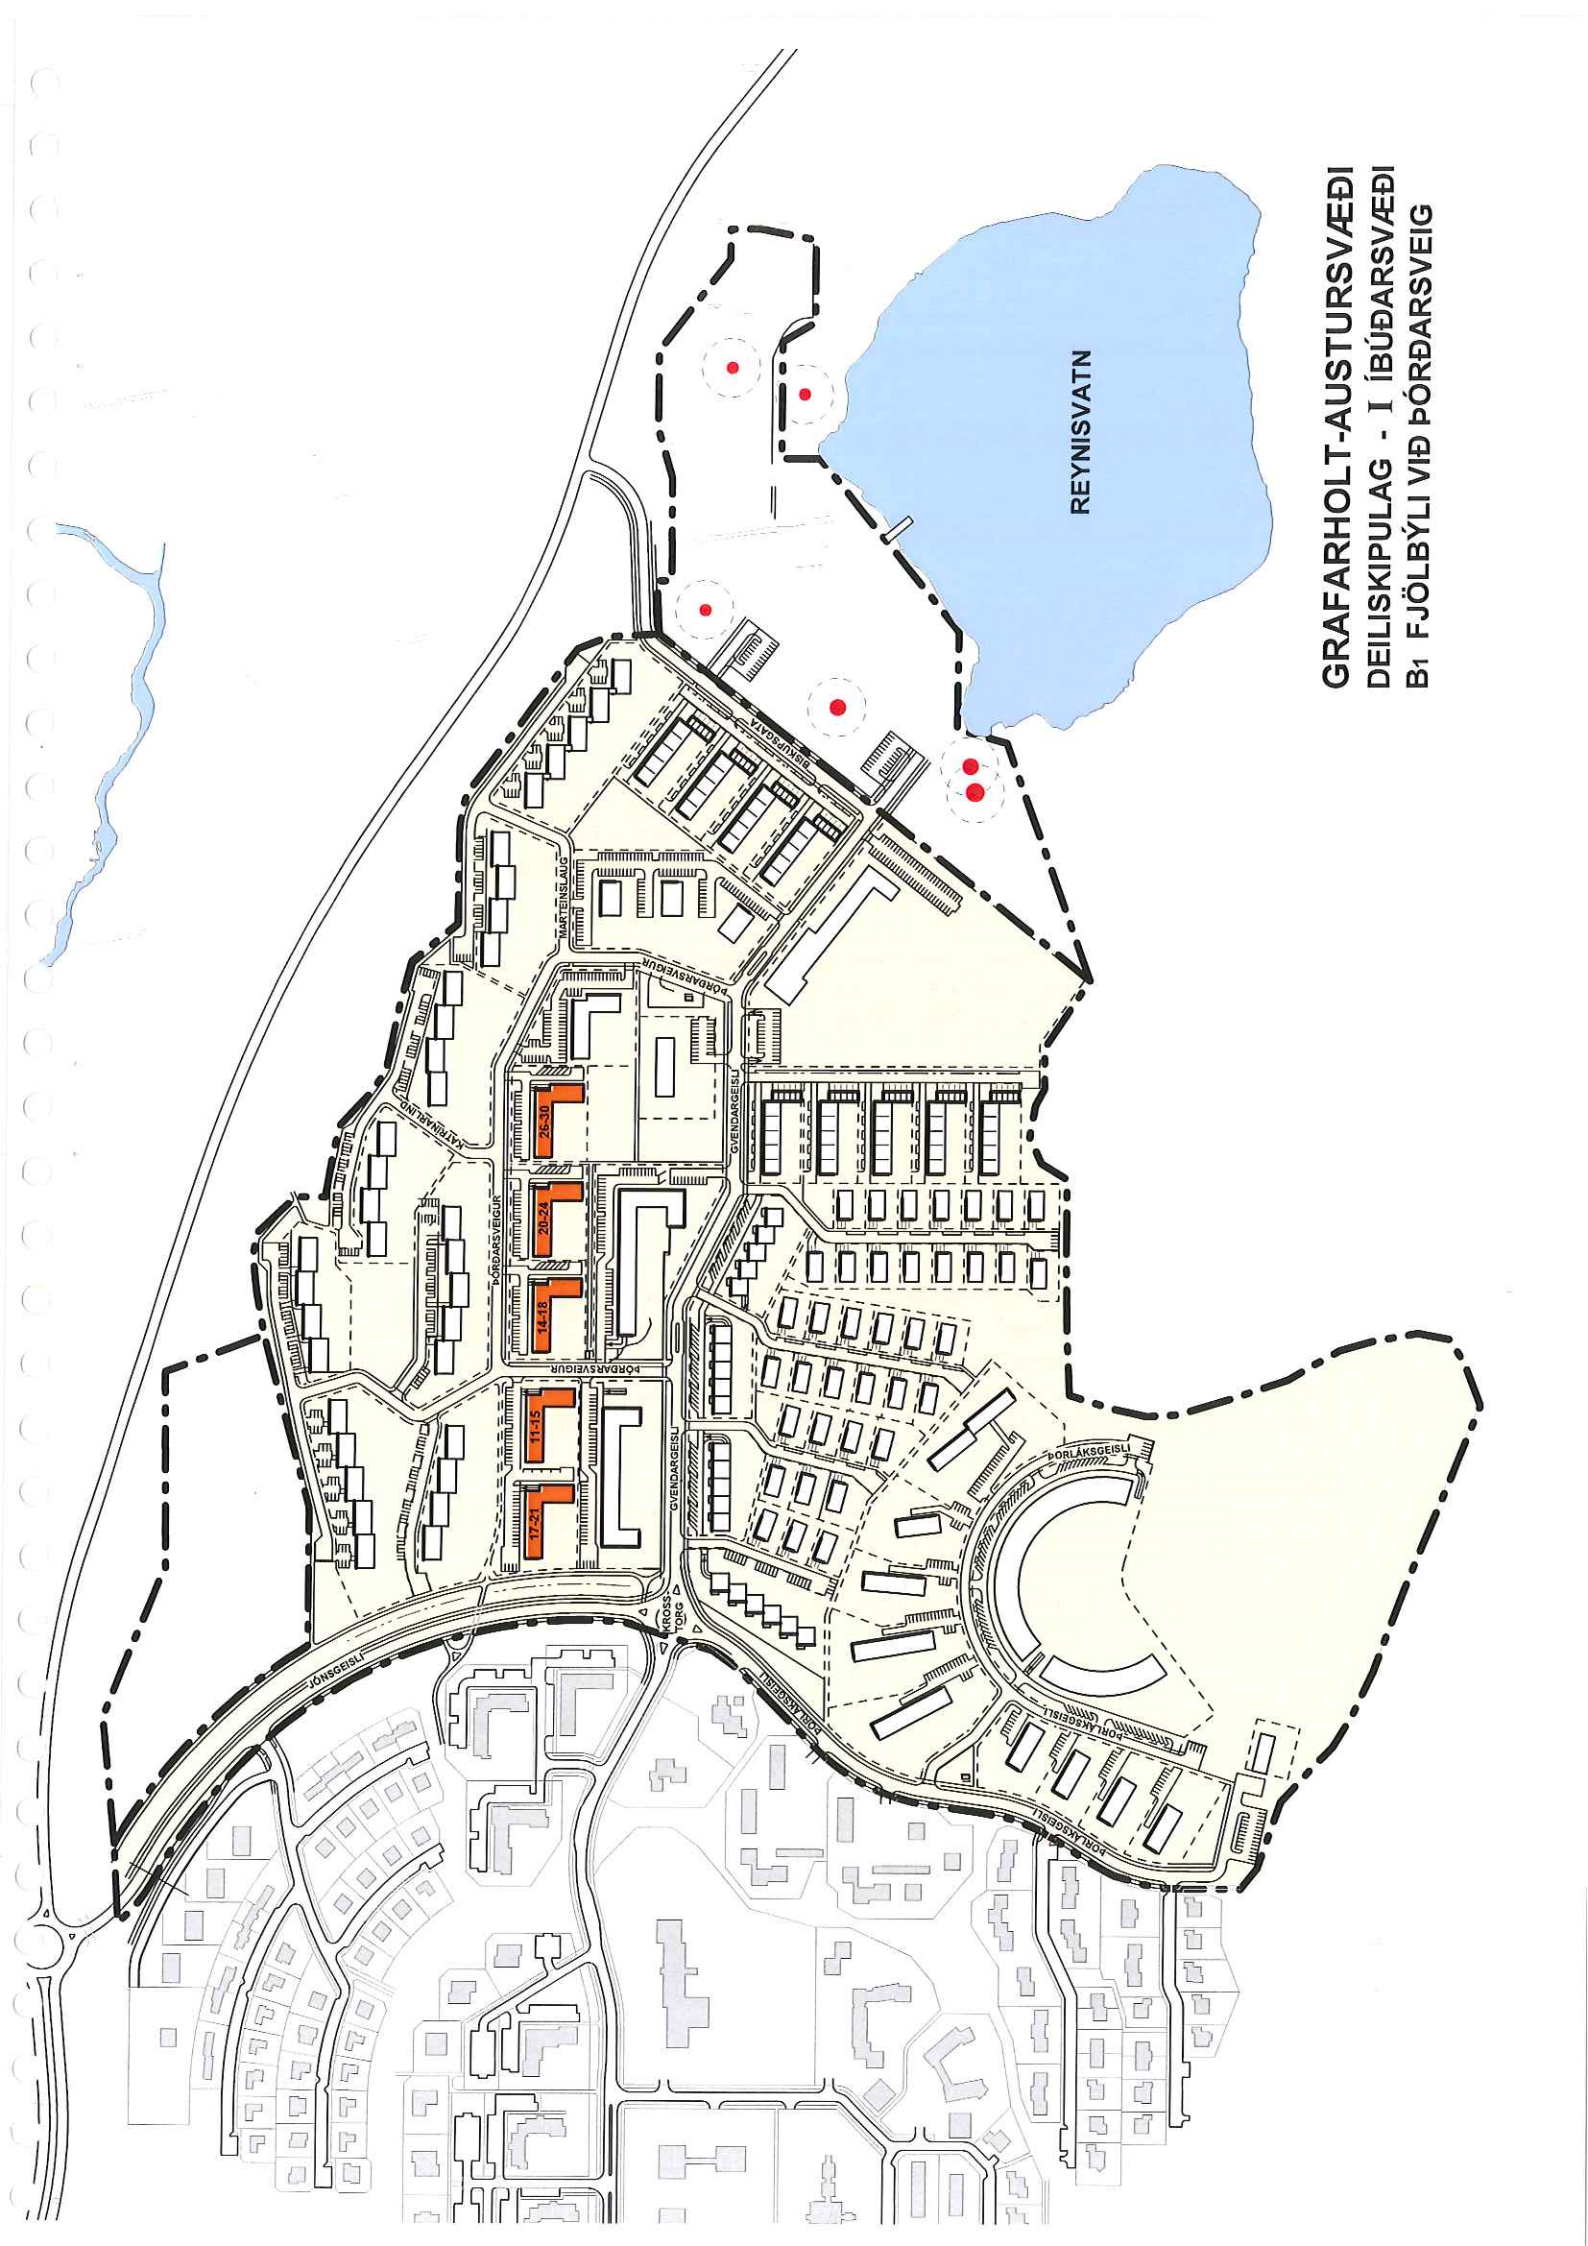 GRAFARHOLT-AUSTURSVÆÐI
DEILISKIPULAG - I ÍBÚÐARSVÆÐI
B1 FJÖLBÝLI VIÐ ÞÓRÐARSVEIG
REYNISVATN
BISKUPSGATA
MARTEINSLAUG
ÞÓRÐARSVEIGUR
KATRÍNARLIND
GVENDARGEISLI
ÞÓRÐARSVEIGUR
26-30
20-24
14-18
ÞÓRÐARSVEIGUR
11-15
17-21
GVENDARGEISLI
KROSS-
TORG
JÓNSGEISLI
ÞORLÁKSGEISLI
ÞORLÁKSGEISLI
ÞORLÁKSGEISLI
ÞORLÁKSGEISLI